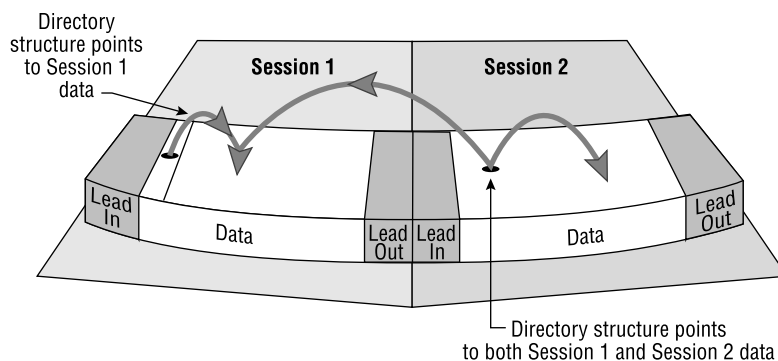 Directory
structure points
to Session 1
data
Session 1
Session 2
Lead
In
Data
Lead
Out
Lead
In
Data
Lead
Out
Directory structure points
to both Session 1 and Session 2 data